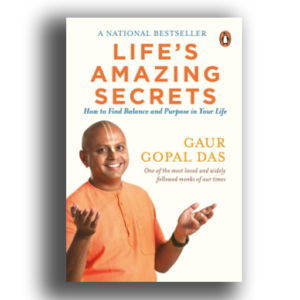 A NATIONAL BESTSELLER
LIFE'S
AMAZING
SECRETS
How to Find Balance and Purpose in Your Life
GAUR
GOPAL DAS
One of the most loved and widely
followed monks of our times